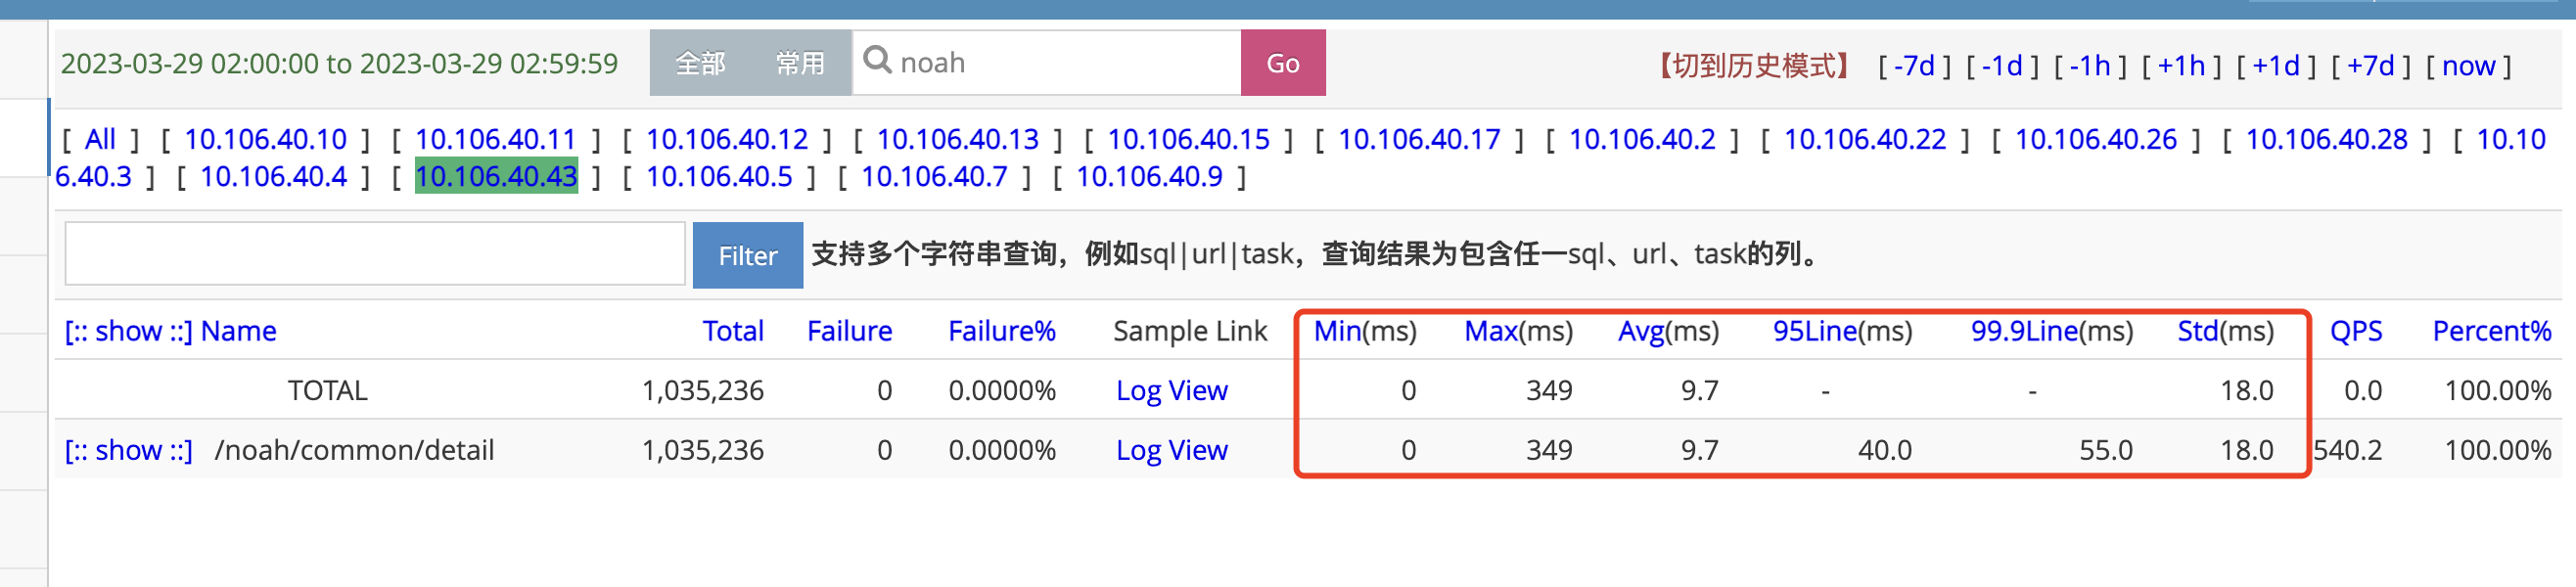 2023-03-29 02:00:00 to 2023-03-29 02:59:59 全部 常用 noah Go 【切到历史模式】 [ -7d ] [ -1d ] [ -1h ] [ +1h ] [ +1d ] [ +7d ] [ now ]
[ All ] [ 10.106.40.10 ] [ 10.106.40.11 ] [ 10.106.40.12 ] [ 10.106.40.13 ] [ 10.106.40.15 ] [ 10.106.40.17 ] [ 10.106.40.2 ] [ 10.106.40.22 ] [ 10.106.40.26 ] [ 10.106.40.28 ] [ 10.10
6.40.3 ] [ 10.106.40.4 ] [ 10.106.40.43 ] [ 10.106.40.5 ] [ 10.106.40.7 ] [ 10.106.40.9 ]
Filter 支持多个字符串查询，例如sql|url|task，查询结果为包含任一sql、url、task的列。
[:: show ::] Name Total Failure Failure% Sample Link Min(ms) Max(ms) Avg(ms) 95Line(ms) 99.9Line(ms) Std(ms) QPS Percent%
TOTAL 1,035,236 0 0.0000% Log View 0 349 9.7 - - 18.0 0.0 100.00%
[:: show ::] /noah/common/detail 1,035,236 0 0.0000% Log View 0 349 9.7 40.0 55.0 18.0 540.2 100.00%